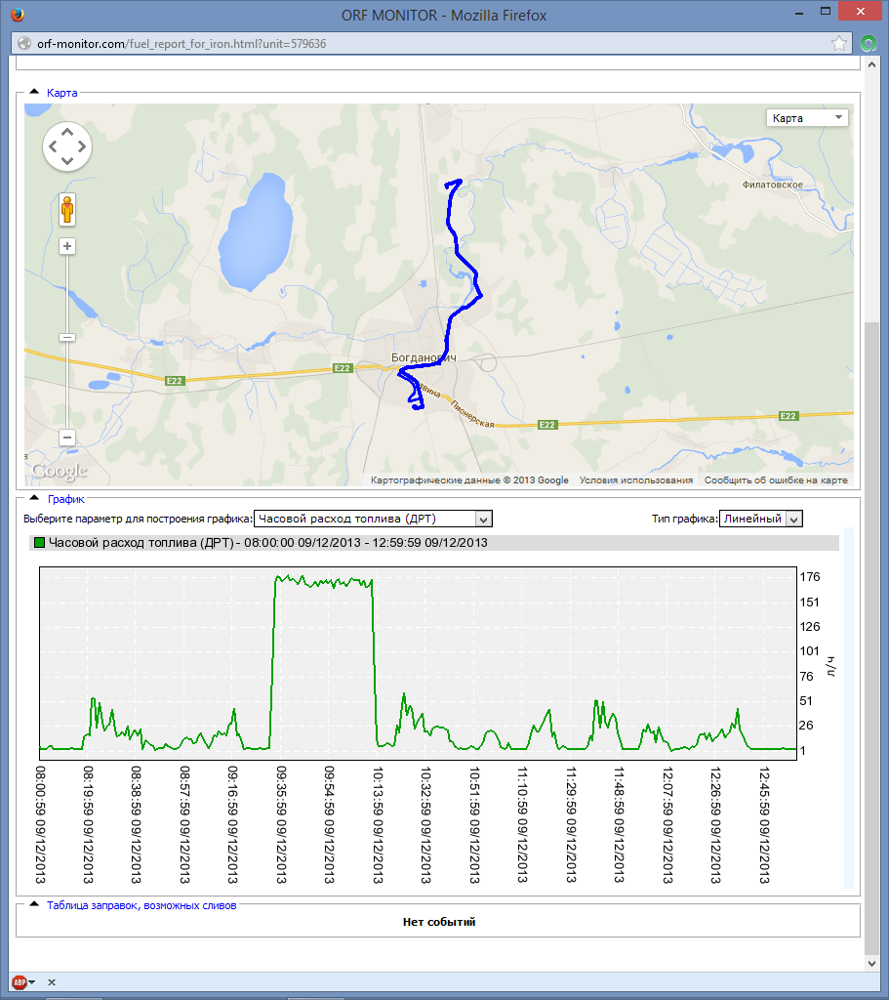 ORF MONITOR - Mozilla Firefox
orf-monitor.com/fuel_report_for_iron.html?unit=579636
Карта
Карта
Филатовское
Богданович
E22
E22
Пионерская
E22
E22
Google
Картографические данные © 2013 Google
Условия использования
Сообщить об ошибке на карте
График
Выберите параметр для построения графика: Часовой расход топлива (ДРТ)
Тип графика: Линейный
Часовой расход топлива (ДРТ) - 08:00:00 09/12/2013 - 12:59:59 09/12/2013
176
151
126
101
76
51
26
1
л/ч
08:00:59 09/12/2013
08:19:59 09/12/2013
08:38:59 09/12/2013
08:57:59 09/12/2013
09:16:59 09/12/2013
09:35:59 09/12/2013
09:54:59 09/12/2013
10:13:59 09/12/2013
10:32:59 09/12/2013
10:51:59 09/12/2013
11:10:59 09/12/2013
11:29:59 09/12/2013
11:48:59 09/12/2013
12:07:59 09/12/2013
12:26:59 09/12/2013
12:45:59 09/12/2013
Таблица заправок, возможных сливов
Нет событий
ABP